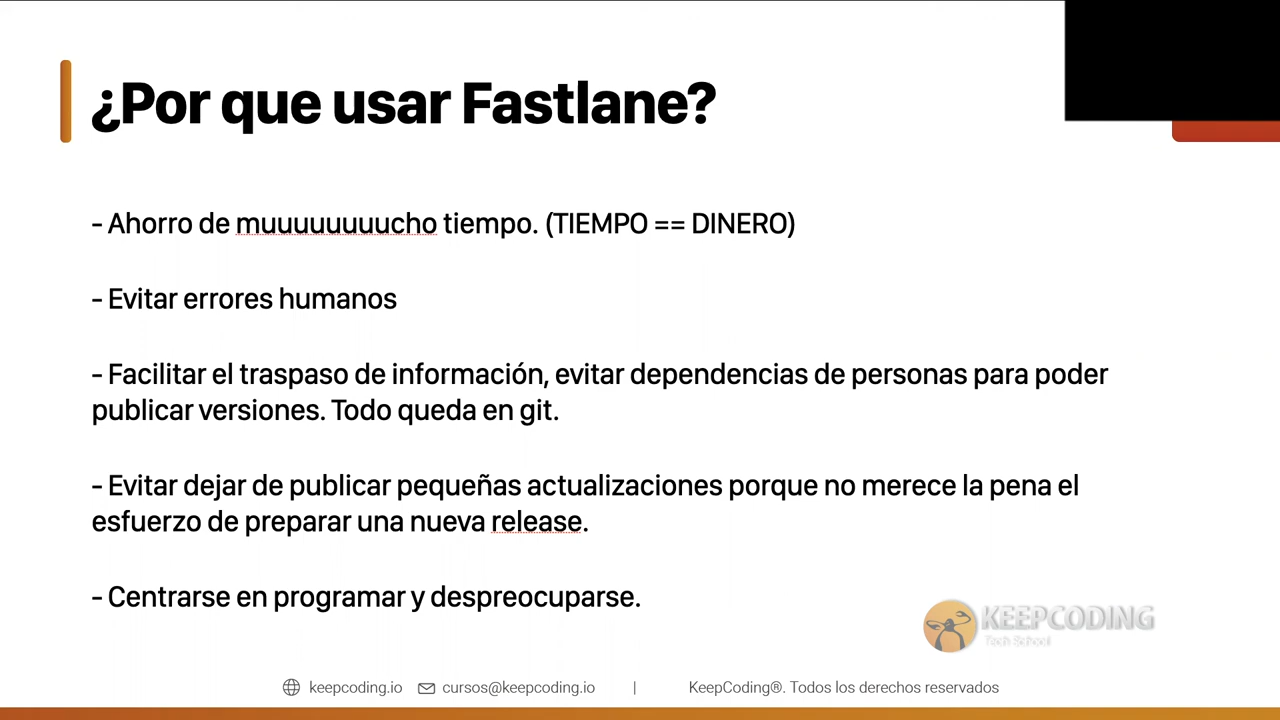 ¿Por que usar Fastlane?
- Ahorro de muuuuuuuucho tiempo. (TIEMPO == DINERO)
- Evitar errores humanos
- Facilitar el traspaso de información, evitar dependencias de personas para poder
publicar versiones. Todo queda en git.
- Evitar dejar de publicar pequeñas actualizaciones porque no merece la pena el
esfuerzo de preparar una nueva release.
- Centrarse en programar y despreocuparse.
KEEPCODING
Tech School
keepcoding.io cursos@keepcoding.io | KeepCoding®. Todos los derechos reservados